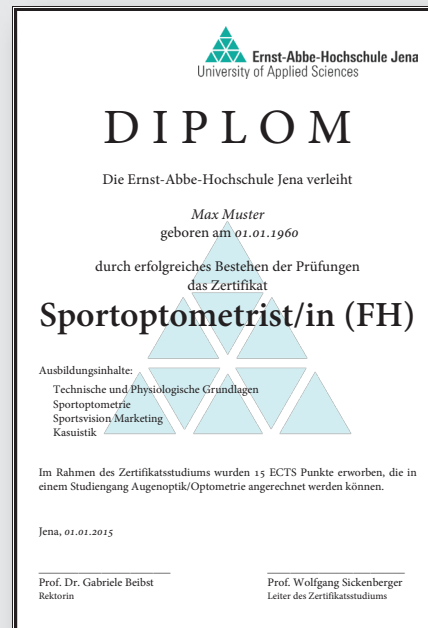 Ernst-Abbe-Hochschule Jena
University of Applied Sciences
DIPLOM
Die Ernst-Abbe-Hochschule Jena verleiht
Max Muster
geboren am 01.01.1960
durch erfolgreiches Bestehen der Prüfungen
das Zertifikat
Sportoptometrist/in (FH)
Ausbildungsinhalte:
Technische und Physiologische Grundlagen
Sportoptometrie
Sportsvision Marketing
Kasuistik
Im Rahmen des Zertifikatsstudiums wurden 15 ECTS Punkte erworben, die in
einem Studiengang Augenoptik/Optometrie angerechnet werden können.
Jena, 01.01.2015
Prof. Dr. Gabriele Beibst
Rektorin
Prof. Wolfgang Sickenberger
Leiter des Zertifikatsstudiums